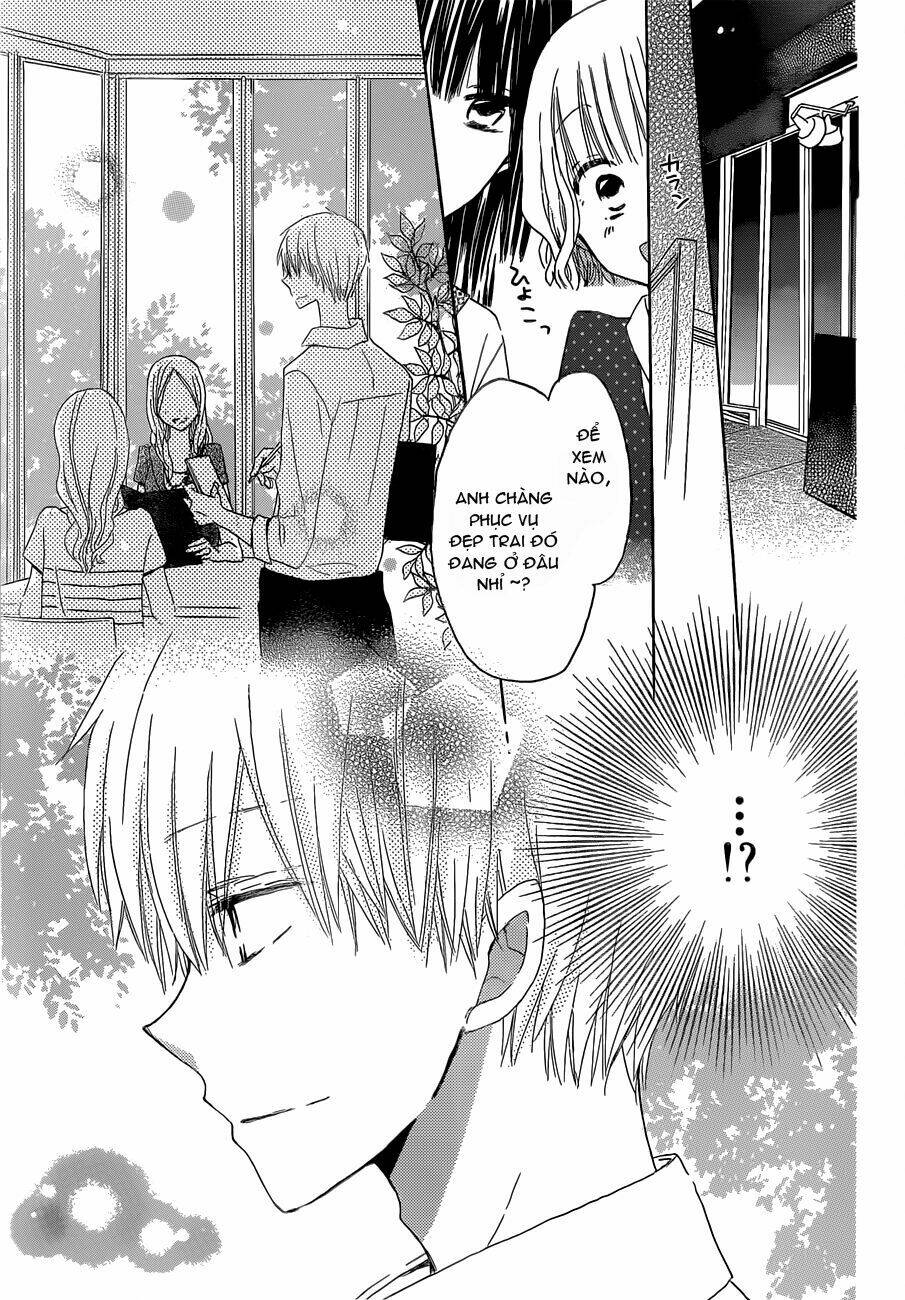 カラン
ひょこっ
ĐỂ
XEM
NÀO,
ANH CHÀNG
PHỤC VỤ
ĐẸP TRAI ĐÓ
ĐANG Ở ĐÂU
NHỈ ~?
...
!?